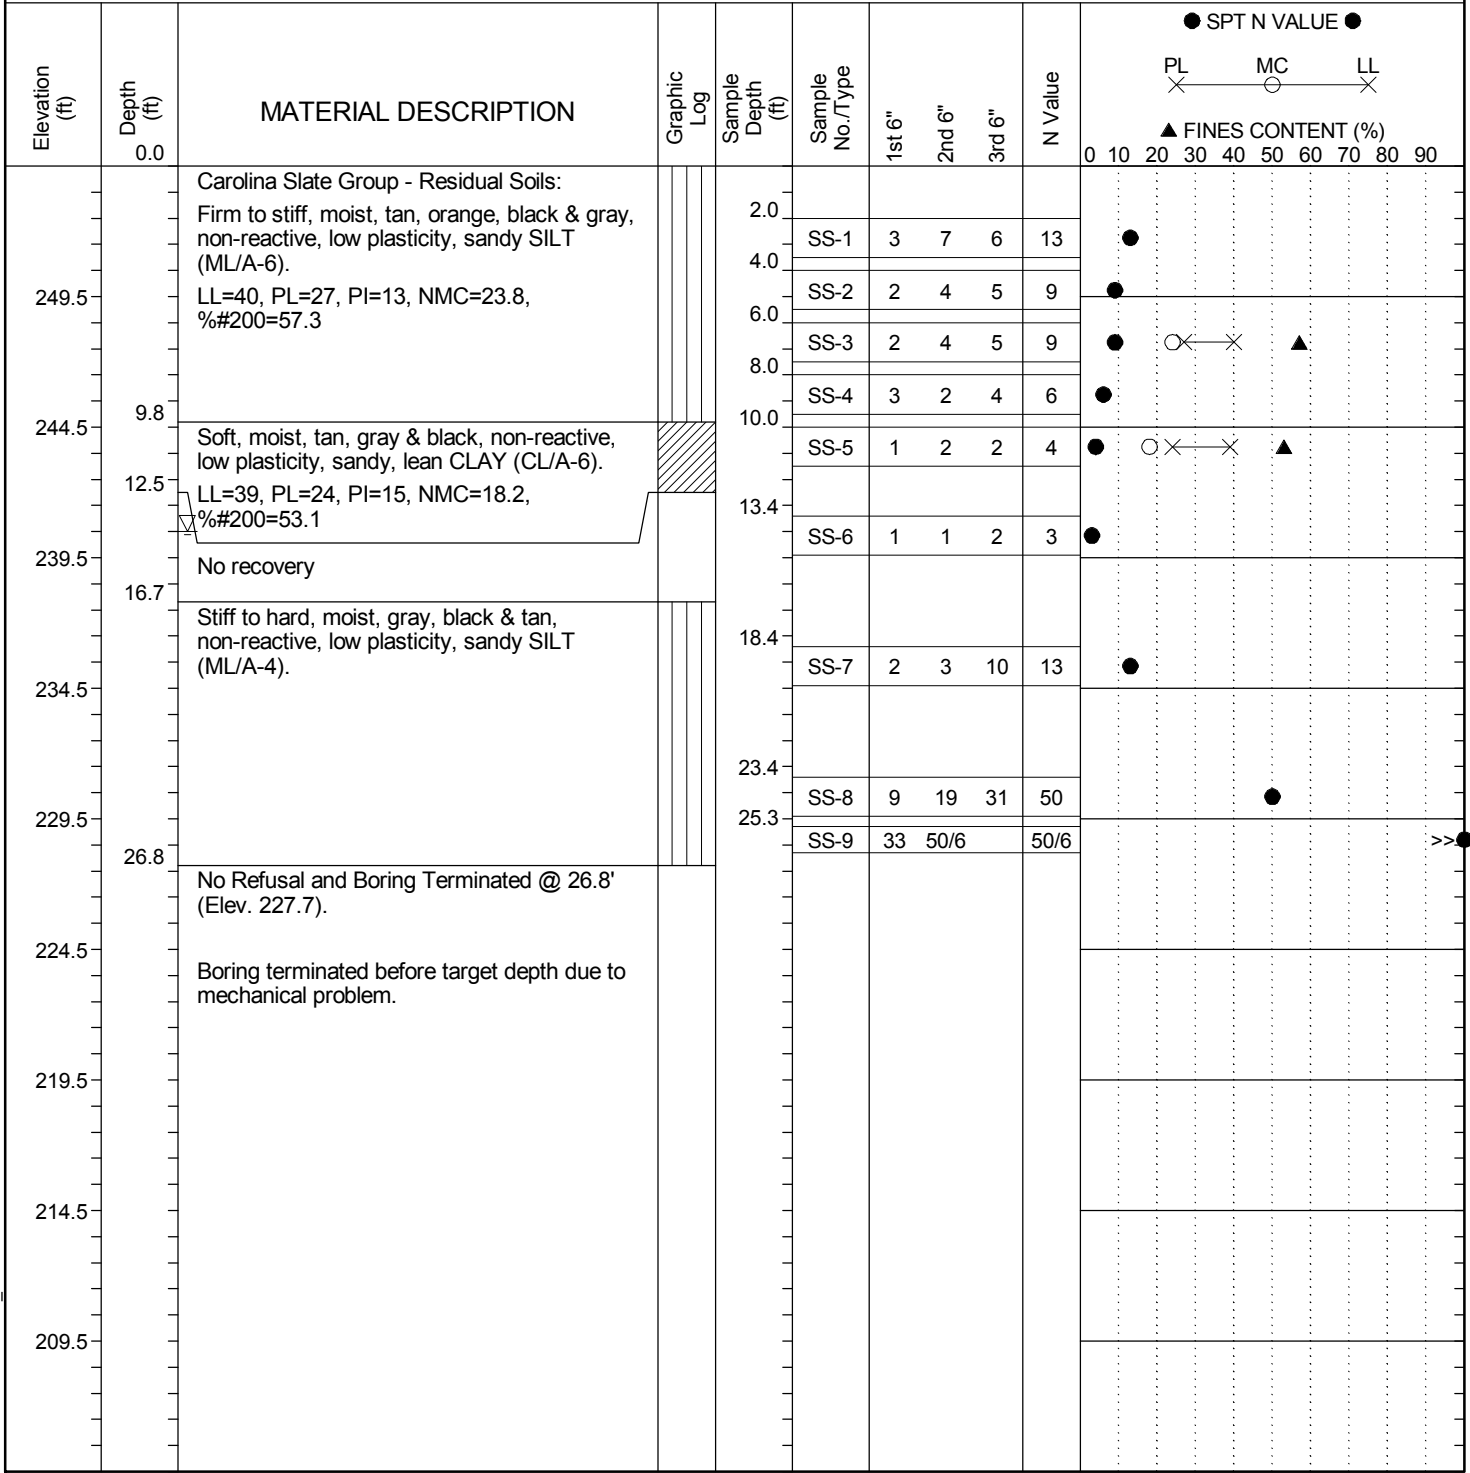 ● SPT N VALUE ●
PL MC LL
▲ FINES CONTENT (%)
0 10 20 30 40 50 60 70 80 90
Elevation
(ft)
Depth
(ft)
0.0
MATERIAL DESCRIPTION
Graphic
Log
Sample
Depth
(ft)
Sample
No./Type
1st 6"
2nd 6"
3rd 6"
N Value
Carolina Slate Group - Residual Soils:
Firm to stiff, moist, tan, orange, black & gray,
non-reactive, low plasticity, sandy SILT
(ML/A-6).
LL=40, PL=27, PI=13, NMC=23.8,
%#200=57.3
2.0
SS-1 3 7 6 13
4.0
249.5
SS-2 2 4 5 9
6.0
SS-3 2 4 5 9
8.0
SS-4 3 2 4 6
9.8
10.0
244.5
Soft, moist, tan, gray & black, non-reactive,
low plasticity, sandy, lean CLAY (CL/A-6).
SS-5 1 2 2 4
12.5
LL=39, PL=24, PI=15, NMC=18.2,
%#200=53.1
13.4
SS-6 1 1 2 3
239.5
No recovery
16.7
Stiff to hard, moist, gray, black & tan,
non-reactive, low plasticity, sandy SILT
(ML/A-4).
18.4
SS-7 2 3 10 13
234.5
23.4
SS-8 9 19 31 50
229.5
25.3
SS-9 33 50/6 50/6 >>
26.8
No Refusal and Boring Terminated @ 26.8'
(Elev. 227.7).
224.5
Boring terminated before target depth due to
mechanical problem.
219.5
214.5
209.5